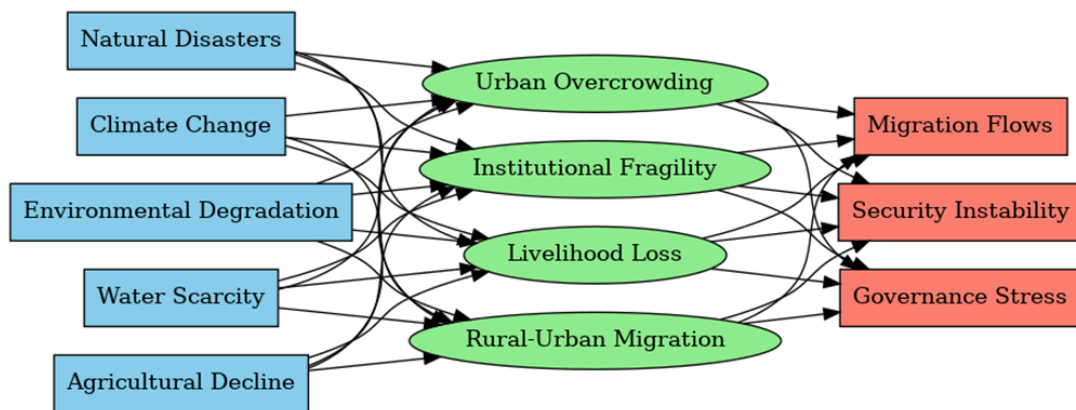 Natural Disasters
Climate Change
Environmental Degradation
Water Scarcity
Agricultural Decline
Urban Overcrowding
Institutional Fragility
Livelihood Loss
Rural-Urban Migration
Migration Flows
Security Instability
Governance Stress